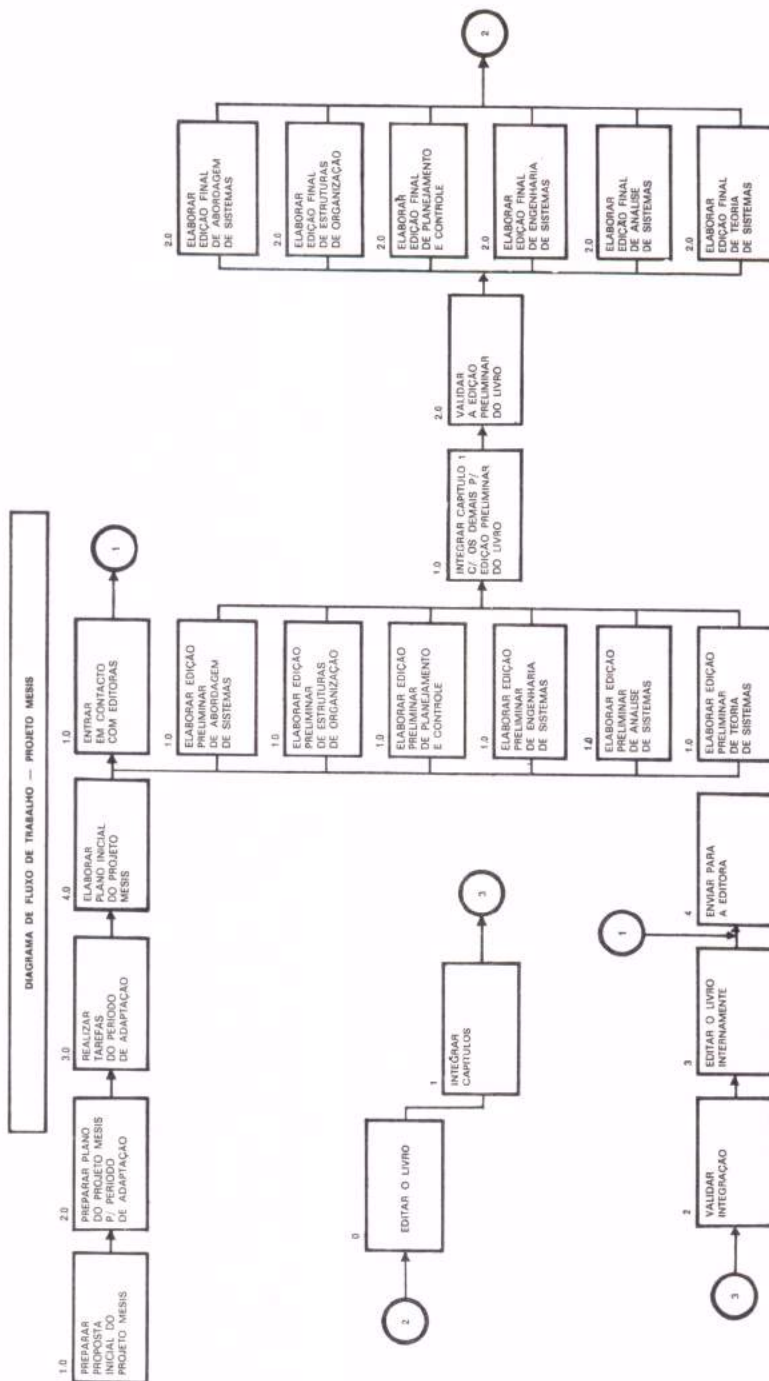 DIAGRAMA DE FLUXO DE TRABALHO — PROJETO MESIS
1.0
PREPARAR
PROPOSTA
INICIAL DO
PROJETO MESIS
2.0
PREPARAR PLANO
DO PROJETO MESIS
P/ PERÍODO
DE ADAPTAÇÃO
3.0
REALIZAR
TAREFAS
DO PERÍODO
DE ADAPTAÇÃO
4.0
ELABORAR
PLANO INICIAL
DO PROJETO
MESIS
1.0
ENTRAR
EM CONTACTO
COM EDITORAS
1
1.0
ELABORAR EDIÇÃO
PRELIMINAR
DE ABORDAGEM
DE SISTEMAS
1.0
ELABORAR EDIÇÃO
PRELIMINAR
DE ESTRUTURAS
DE ORGANIZAÇÃO
1.0
ELABORAR EDIÇÃO
PRELIMINAR
DE PLANEJAMENTO
E CONTROLE
1.0
ELABORAR EDIÇÃO
PRELIMINAR
DE ENGENHARIA
DE SISTEMAS
1.0
ELABORAR EDIÇÃO
PRELIMINAR
DE ANÁLISE
DE SISTEMAS
1.0
ELABORAR EDIÇÃO
PRELIMINAR
DE TEORIA
DE SISTEMAS
1.0
INTEGRAR CAPITULO 1
C/ OS DEMAIS P/
EDIÇÃO PRELIMINAR
DO LIVRO
2.0
VALIDAR
A EDIÇÃO
PRELIMINAR
DO LIVRO
2.0
ELABORAR
EDIÇÃO FINAL
DE ABORDAGEM
DE SISTEMAS
2.0
ELABORAR
EDIÇÃO FINAL
DE ESTRUTURAS
DE ORGANIZAÇÃO
2.0
ELABORAR
EDIÇÃO FINAL
DE PLANEJAMENTO
E CONTROLE
2.0
ELABORAR
EDIÇÃO FINAL
DE ENGENHARIA
DE SISTEMAS
2.0
ELABORAR
EDIÇÃO FINAL
DE ANÁLISE
DE SISTEMAS
2.0
ELABORAR
EDIÇÃO FINAL
DE TEORIA
DE SISTEMAS
2
2
0
EDITAR O LIVRO
1
INTEGRAR
CAPÍTULOS
3
3
2
VALIDAR
INTEGRAÇÃO
3
EDITAR O LIVRO
INTERNAMENTE
1
4
ENVIAR PARA
A EDITORA